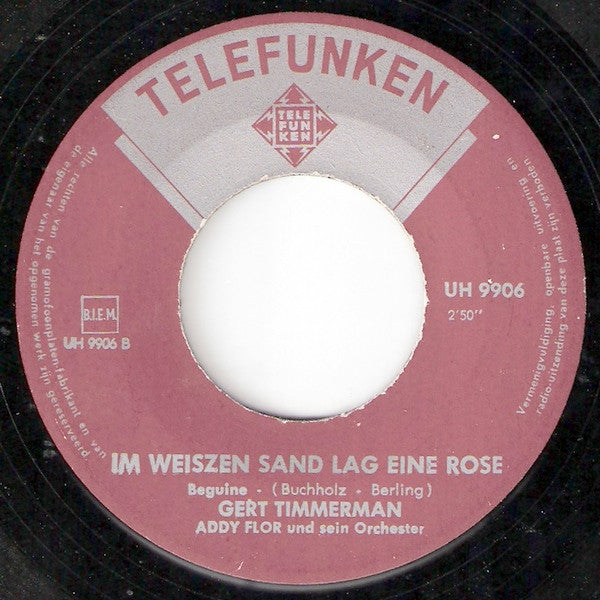 TELEFUNKEN
TELE
FUN
KEN
Alle rechten van de gramofoonplaten-fabrikant en van
de eigenaar van het opgenomen werk zijn gereserveerd
Vermenigvuldiging, openbare uitvoering en
radio-uitzending van deze plaat zijn verboden
UH 9906
2'50''
B.I.E.M.
UH 9906 B
IM WEISZEN SAND LAG EINE ROSE
Beguine - (Buchholz - Berling)
GERT TIMMERMAN
ADDY FLOR und sein Orchester